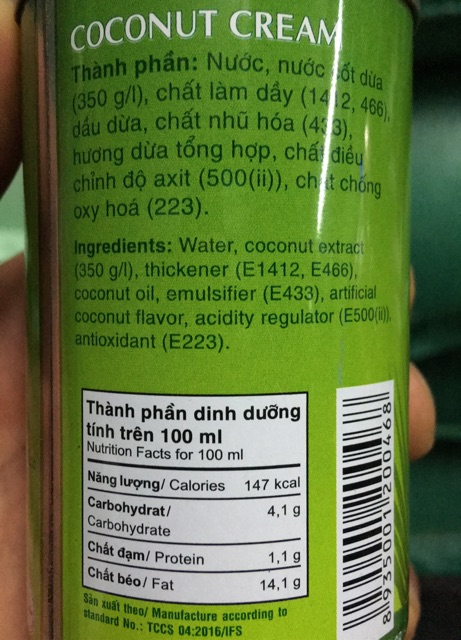 COCONUT CREAM
Thành phần: Nước, nước cốt dừa
(350 g/l), chất làm dầy (1412, 466),
dầu dừa, chất nhũ hóa (433),
hương dừa tổng hợp, chất điều
chỉnh độ axit (500(ii)), chất chống
oxy hoá (223).
Ingredients: Water, coconut extract
(350 g/l), thickener (E1412, E466),
coconut oil, emulsifier (E433), artificial
coconut flavor, acidity regulator (E500(ii)),
antioxidant (E223).
Thành phần dinh dưỡng
tính trên 100 ml
Nutrition Facts for 100 ml
Năng lượng/ Calories 147 kcal
Carbohydrat/ 4,1 g
Carbohydrate
Chất đạm/ Protein 1,1 g
Chất béo/ Fat 14,1 g
Sản xuất theo/ Manufacture according to
standard No.: TCCS 04:2016/IFS
8 935001 200468